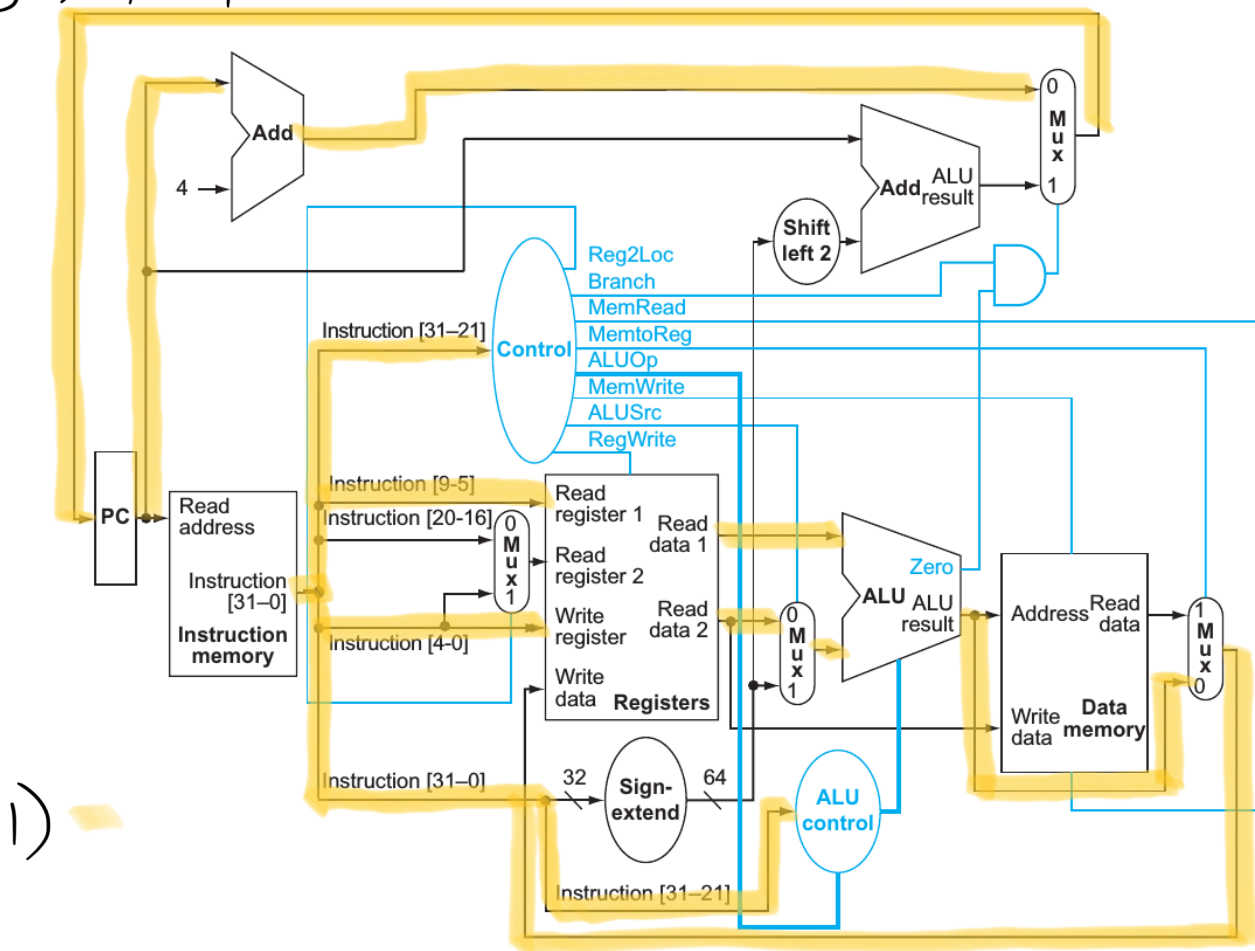 0
M
u
x
1
Add
4
Add
ALU
result
Shift
left 2
Reg2Loc
Branch
MemRead
MemtoReg
ALUOp
MemWrite
ALUSrc
RegWrite
Instruction [31–21]
Control
PC
Read
address
Instruction
[31–0]
Instruction
memory
Instruction [9-5]
Instruction [20-16]
Instruction [4-0]
0
M
u
x
1
Read
register 1
Read
register 2
Write
register
Write
data
Read
data 1
Read
data 2
Registers
0
M
u
x
1
Zero
ALU
ALU
result
Address
Read
data
Write
data
Data
memory
1
M
u
x
0
Instruction [31–0]
32
Sign-
extend
64
ALU
control
Instruction [31–21]
1)